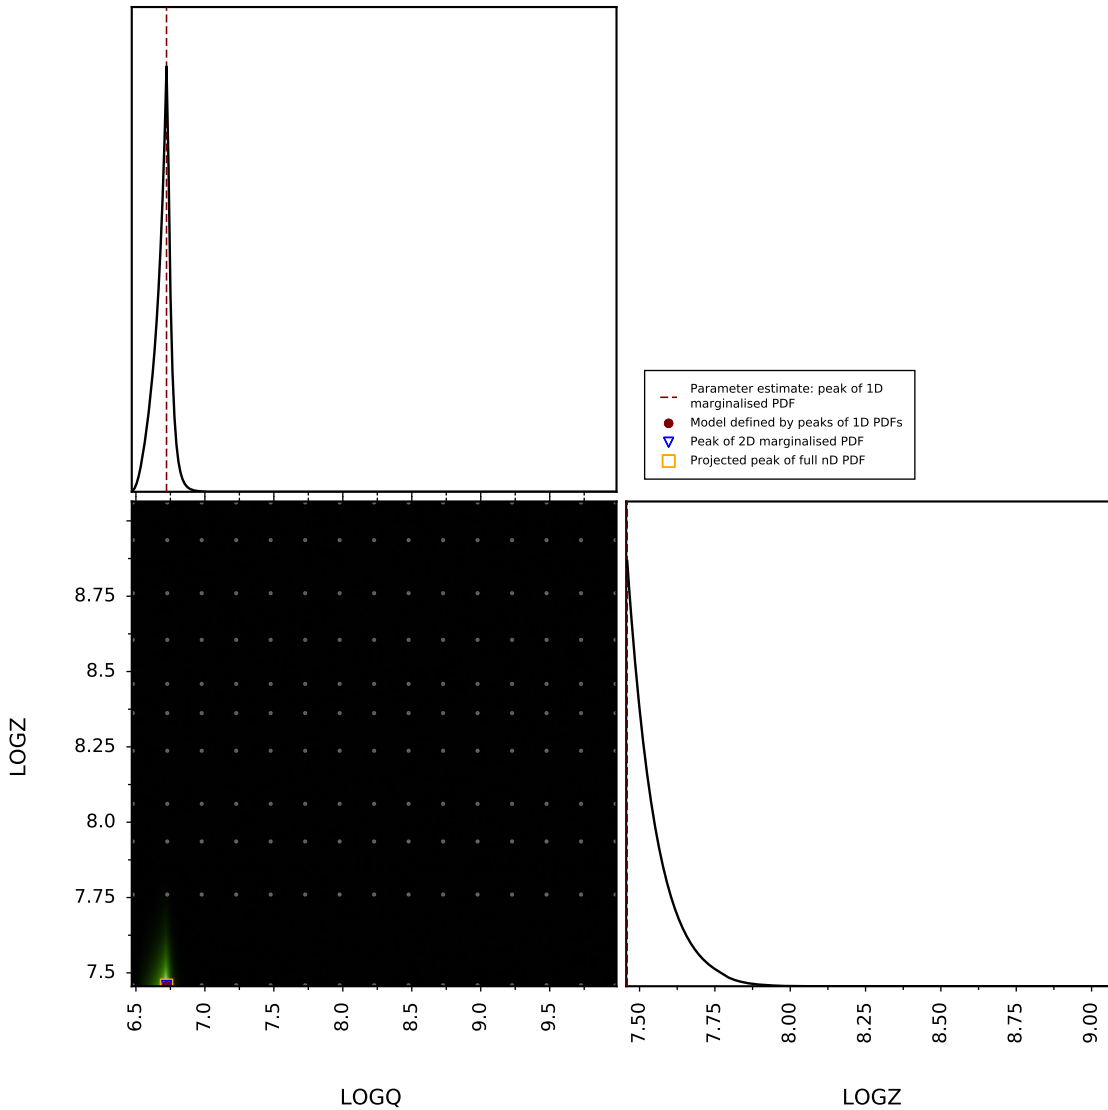 Parameter estimate: peak of 1D
marginalised PDF
Model defined by peaks of 1D PDFs
Peak of 2D marginalised PDF
Projected peak of full nD PDF
8.75
8.5
8.25
8.0
7.75
7.5
LOGZ
6.5 7.0 7.5 8.0 8.5 9.0 9.5
7.50 7.75 8.00 8.25 8.50 8.75 9.00
LOGQ
LOGZ